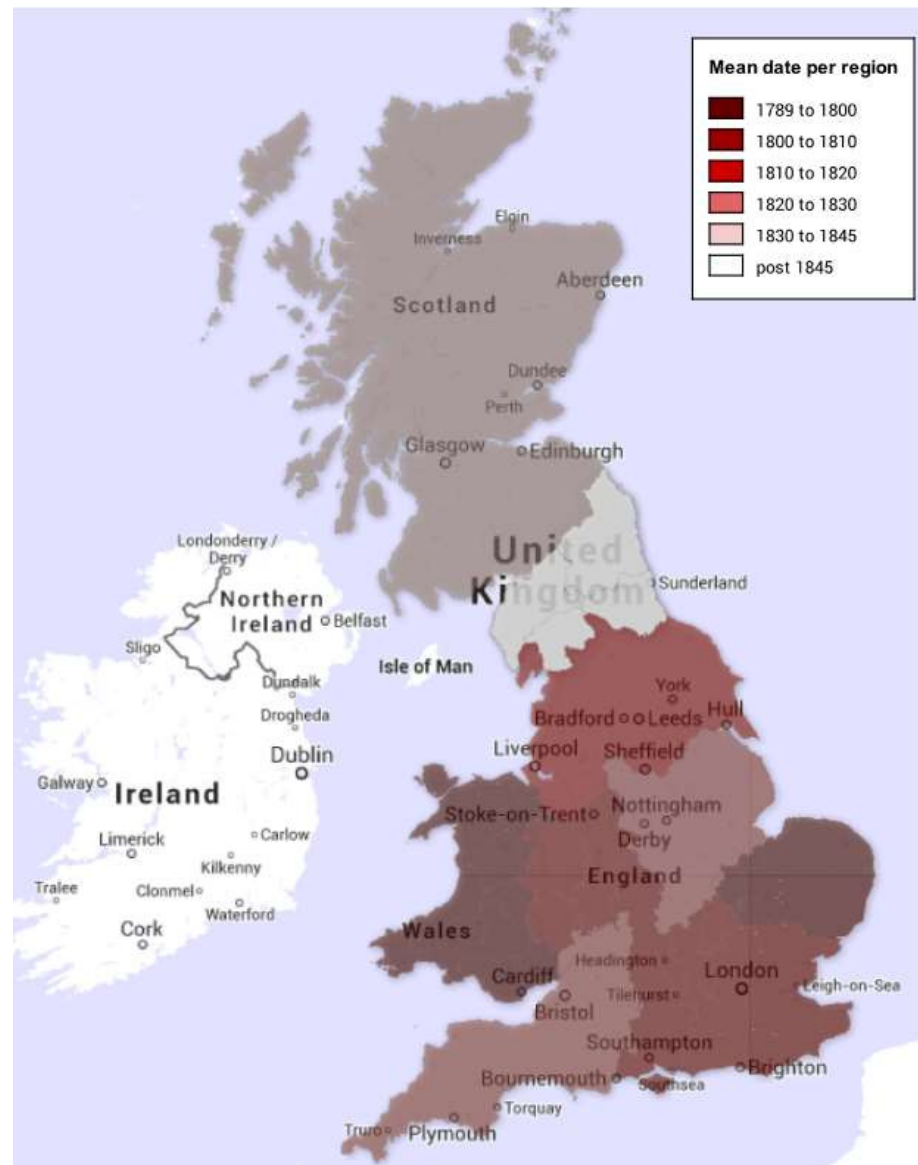 Mean date per region
1789 to 1800
1800 to 1810
1810 to 1820
1820 to 1830
1830 to 1845
post 1845
Elgin
Inverness
Aberdeen
Scotland
Dundee
Perth
Glasgow
Edinburgh
Londonderry /
Derry
United
Kingdom
Sunderland
Northern
Ireland
Belfast
Sligo
Isle of Man
Dundalk
York
Drogheda
Bradford
Leeds
Hull
Dublin
Liverpool
Sheffield
Galway
Ireland
Stoke-on-Trent
Nottingham
Derby
Limerick
Carlow
Kilkenny
England
Tralee
Clonmel
Waterford
Cork
Wales
Headington
Cardiff
London
Leigh-on-Sea
Tilehurst
Bristol
Southampton
Brighton
Bournemouth
Southsea
Torquay
Truro
Plymouth